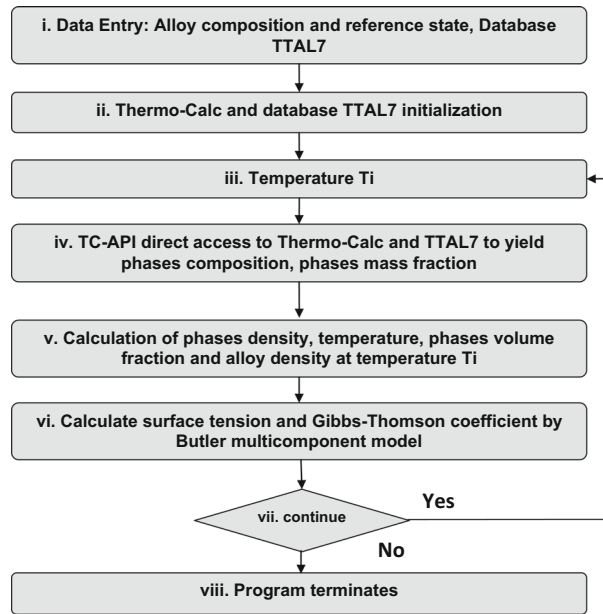 i. Data Entry: Alloy composition and reference state, Database
TTAL7
ii. Thermo-Calc and database TTAL7 initialization
iii. Temperature Ti
iv. TC-API direct access to Thermo-Calc and TTAL7 to yield
phases composition, phases mass fraction
v. Calculation of phases density, temperature, phases volume
fraction and alloy density at temperature Ti
vi. Calculate surface tension and Gibbs-Thomson coefficient by
Butler multicomponent model
Yes
vii. continue
No
viii. Program terminates